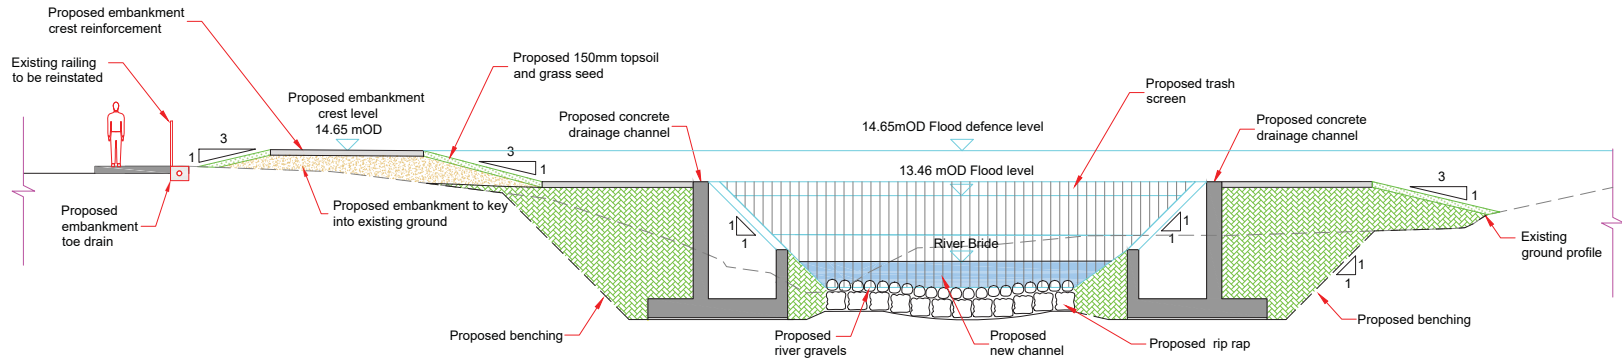 Proposed embankment
crest reinforcement
Existing railing
to be reinstated
Proposed 150mm topsoil
and grass seed
Proposed embankment
crest level
14.65 mOD
Proposed concrete
drainage channel
14.65mOD Flood defence level
13.46 mOD Flood level
Proposed trash
screen
Proposed concrete
drainage channel
3
1
3
1
3
1
1
1
1
1
1
1
River Bride
Proposed
embankment
toe drain
Proposed embankment to key
into existing ground
Existing
ground profile
Proposed benching
Proposed
river gravels
Proposed
new channel
Proposed rip rap
Proposed benching